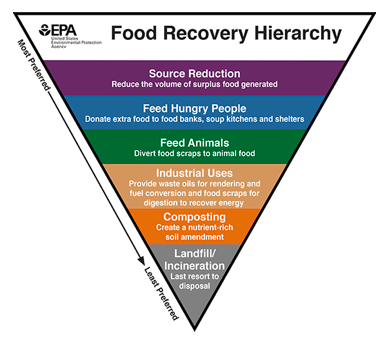 EPA
United States
Environmental Protection
Agency
Food Recovery Hierarchy
Most Preferred
Source Reduction
Reduce the volume of surplus food generated
Feed Hungry People
Donate extra food to food banks, soup kitchens and shelters
Feed Animals
Divert food scraps to animal food
Industrial Uses
Provide waste oils for rendering and
fuel conversion and food scraps for
digestion to recover energy
Composting
Create a nutrient-rich
soil amendment
Landfill/
Incineration
Last resort to
disposal
Least Preferred